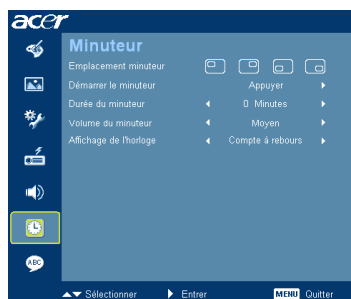 acer
Minuteur
Emplacement minuteur
Démarrer le minuteur Appuyer
Durée du minuteur 0 Minutes
Volume du minuteur Moyen
Affichage de l'horloge Compte à rebours
ABC
Sélectionner Entrer MENU Quitter